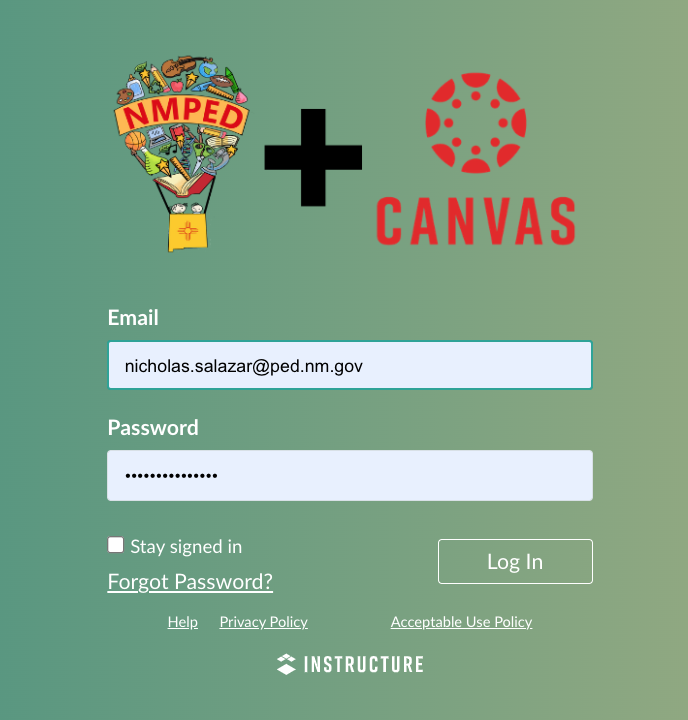 NMPED
CANVAS
Email
nicholas.salazar@ped.nm.gov
Password
•••••••••••••••
Stay signed in
Log In
Forgot Password?
Help Privacy Policy Acceptable Use Policy
INSTRUCTURE